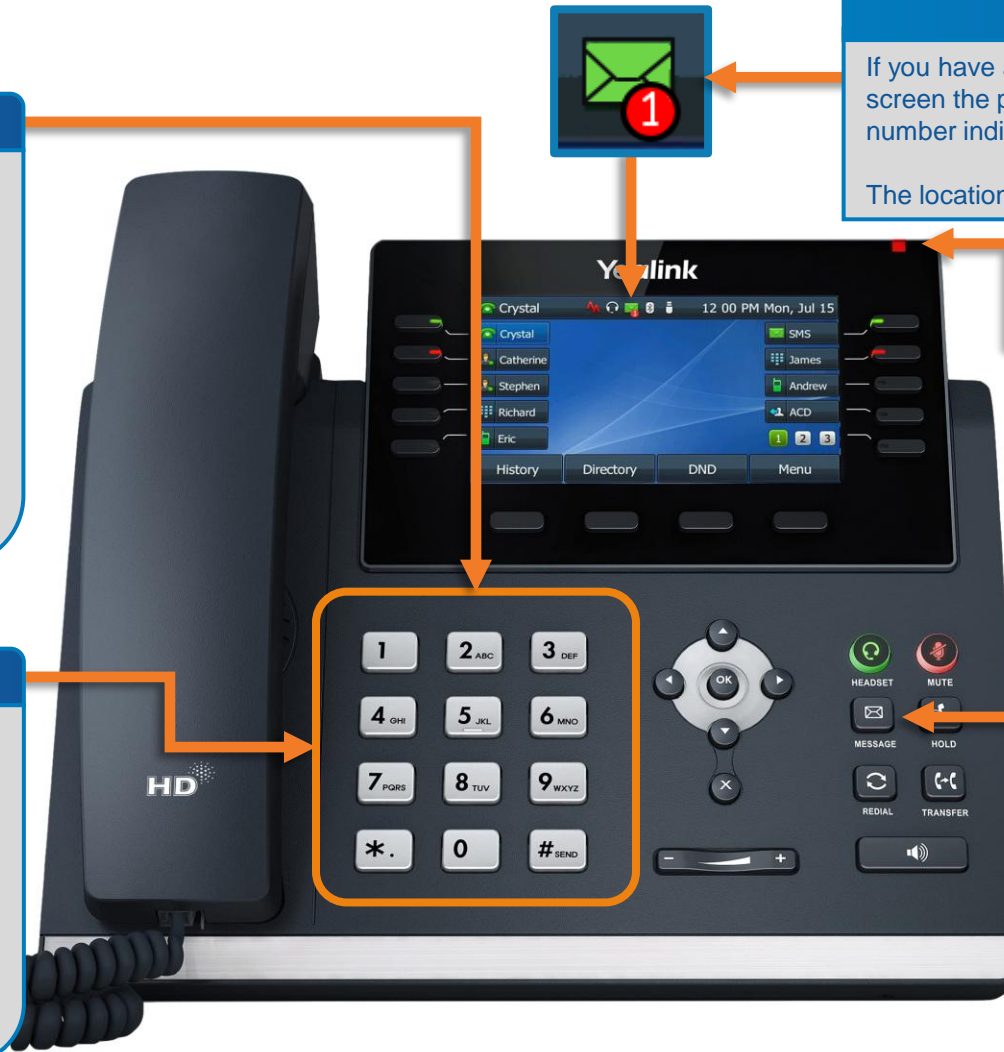 1
If you have
screen the
number
The
Yealink
Crystal
12 00 PM Mon, Jul 15
Crystal
SMS
Catherine
James
Stephen
Andrew
Richard
ACD
Eric
1 2 3
History Directory DND Menu
1 2 ABC 3 DEF
4 GHI 5 JKL 6 MNO
7 PQRS 8 TUV 9 WXYZ
* . 0 # SEND
OK
HEADSET MUTE
MESSAGE HOLD
REDIAL TRANSFER
- +
HD